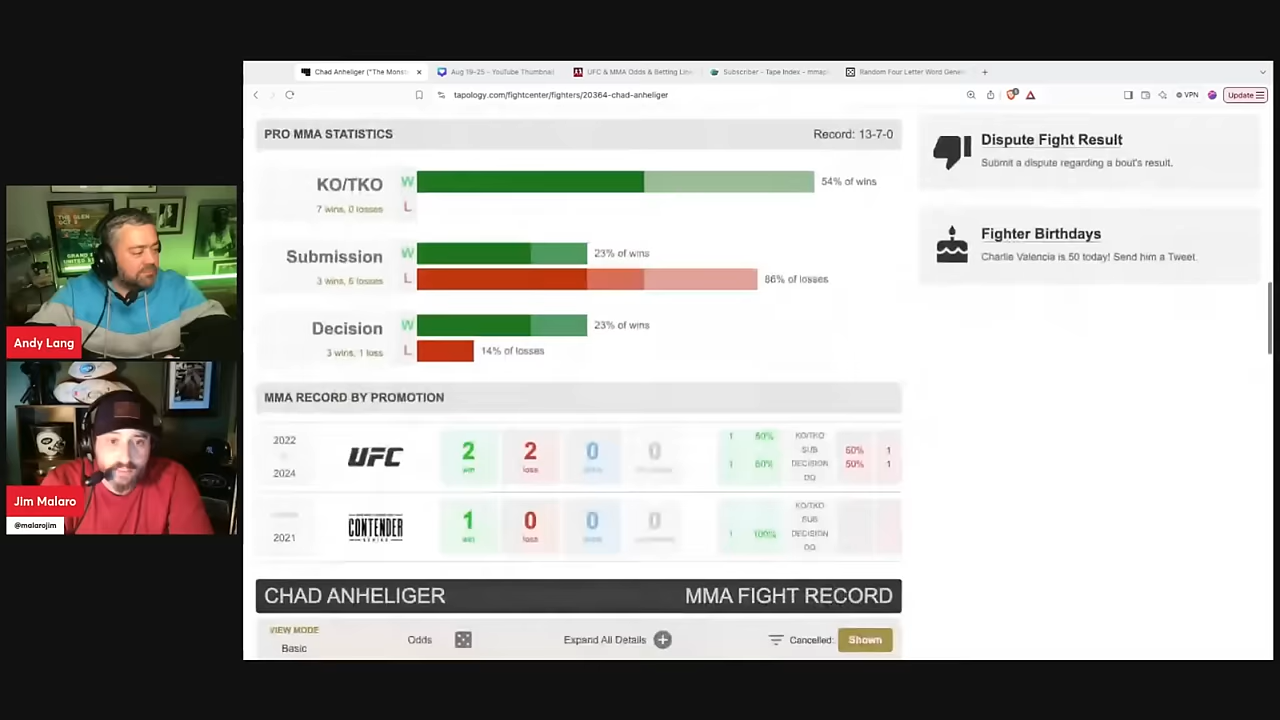 Chad Anheliger ("The Monst
Aug 19-25 - YouTube Thumbnail
UFC & MMA Odds & Betting Line
Subscriber - Tape Index - mmap
Random Four Letter Word Gene
tapology.com/fightcenter/fighters/20364-chad-anheliger
VPN
Update
PRO MMA STATISTICS
Record: 13-7-0
KO/TKO
7 wins, 0 losses
W
L
54% of wins
Submission
3 wins, 6 losses
W
L
23% of wins
86% of losses
Decision
3 wins, 1 loss
W
L
23% of wins
14% of losses
Dispute Fight Result
Submit a dispute regarding a bout's result.
Fighter Birthdays
Charlie Valencia is 50 today! Send him a Tweet.
MMA RECORD BY PROMOTION
2022
2024
UFC
2
win
2
loss
0
0
1 50% KO/TKO
SUB 50% 1
1 50% DECISION 50% 1
DQ
2021
CONTENDER
SERIES
1
win
0
loss
0
0
KO/TKO
SUB
1 100% DECISION
DQ
CHAD ANHELIGER
MMA FIGHT RECORD
VIEW MODE
Basic
Odds
Expand All Details
Cancelled:
Shown
Andy Lang
Jim Malaro
@malarojim